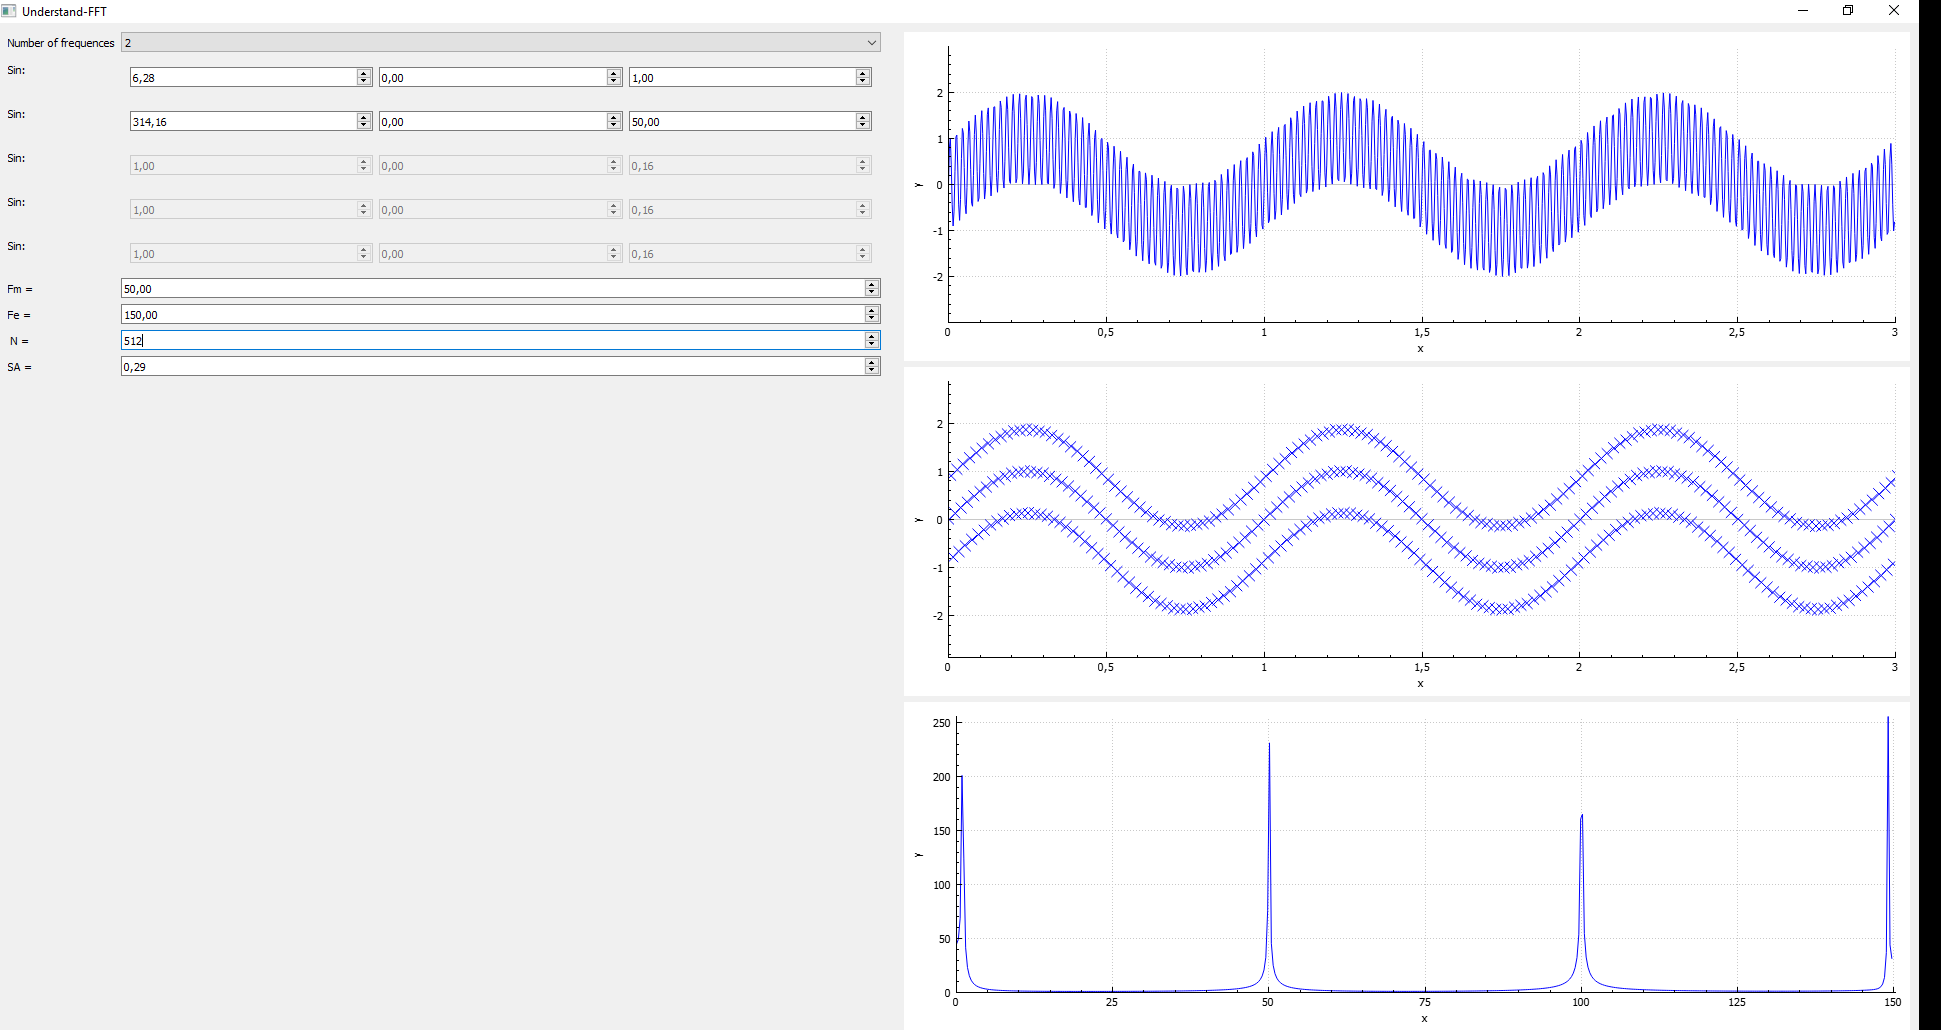 Understand-FFT
Number of frequences 2
Sin: 6,28 0,00 1,00
Sin: 314,16 0,00 50,00
Sin: 1,00 0,00 0,16
Sin: 1,00 0,00 0,16
Sin: 1,00 0,00 0,16
Fm = 50,00
Fe = 150,00
N = 512
SA = 0,29
2
1
0
-1
-2
y
0 0,5 1 1,5 2 2,5 3
x
2
1
0
-1
-2
y
0 0,5 1 1,5 2 2,5 3
x
250
200
150
100
50
0
y
0 25 50 75 100 125 150
x